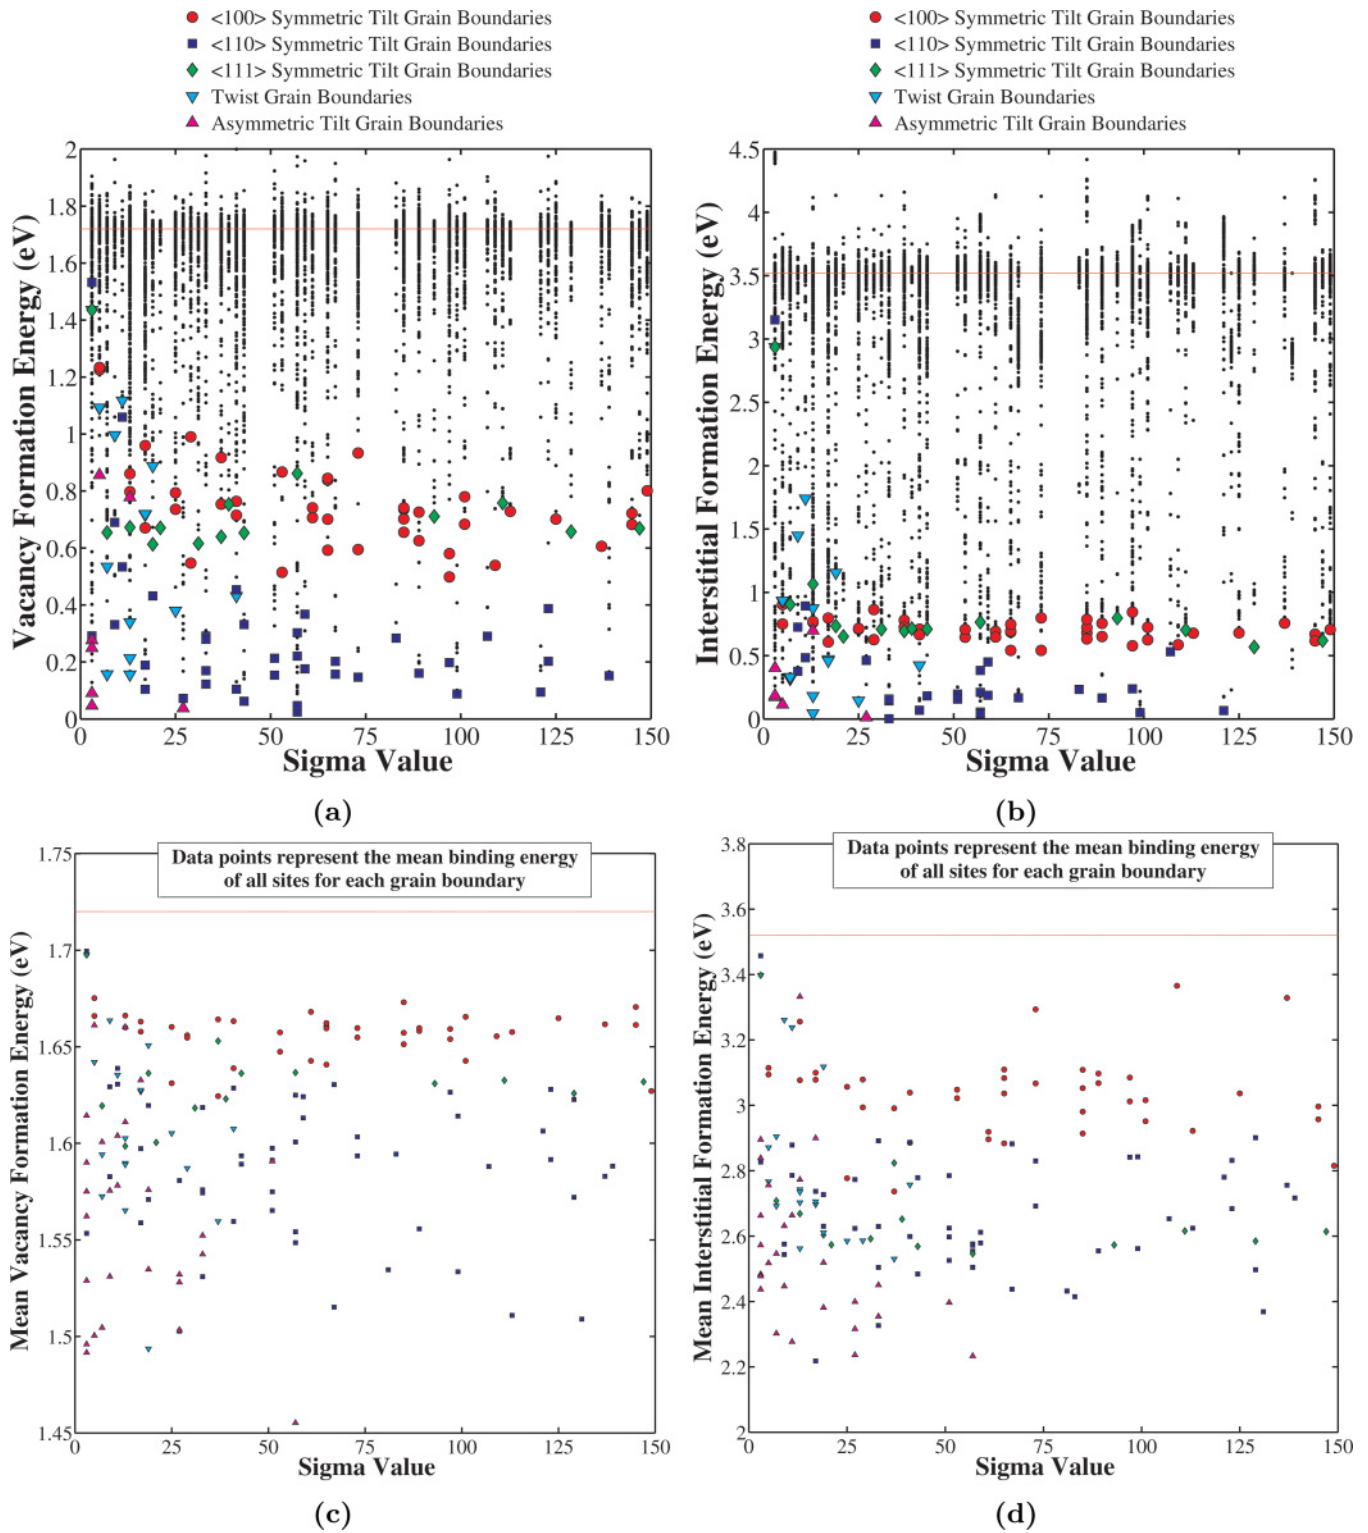 <100> Symmetric Tilt Grain Boundaries
<110> Symmetric Tilt Grain Boundaries
<111> Symmetric Tilt Grain Boundaries
Twist Grain Boundaries
Asymmetric Tilt Grain Boundaries
2
1.8
1.6
1.4
1.2
1
0.8
0.6
0.4
0.2
0
Vacancy Formation Energy (eV)
0 25 50 75 100 125 150
Sigma Value
(a)
<100> Symmetric Tilt Grain Boundaries
<110> Symmetric Tilt Grain Boundaries
<111> Symmetric Tilt Grain Boundaries
Twist Grain Boundaries
Asymmetric Tilt Grain Boundaries
4.5
4
3.5
3
2.5
2
1.5
1
0.5
0
Interstitial Formation Energy (eV)
0 25 50 75 100 125 150
Sigma Value
(b)
Data points represent the mean binding energy
of all sites for each grain boundary
1.75
1.7
1.65
1.6
1.55
1.5
1.45
Mean Vacancy Formation Energy (eV)
0 25 50 75 100 125 150
Sigma Value
(c)
Data points represent the mean binding energy
of all sites for each grain boundary
3.8
3.6
3.4
3.2
3
2.8
2.6
2.4
2.2
2
Mean Interstitial Formation Energy (eV)
0 25 50 75 100 125 150
Sigma Value
(d)